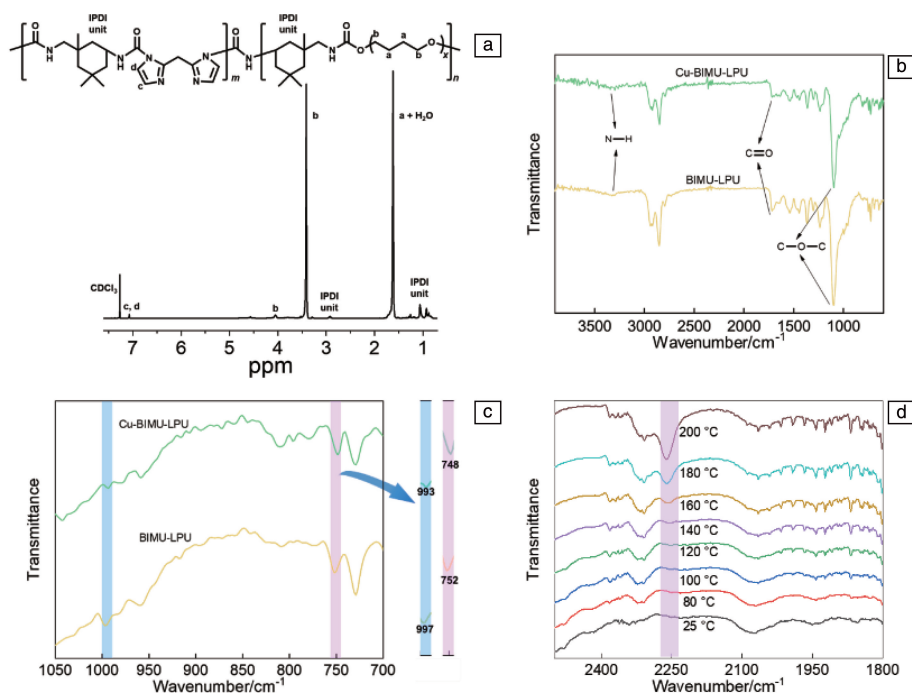 a
IPDI
unit
IPDI
unit
O
O
O
O
b
a
b
N
H
N
H
N
N
N
N
N
H
N
H
O
O
x
a
b
d
c
m
n
b
a + H₂O
CDCl₃
c, d
b
IPDI
unit
IPDI
unit
7 6 5 4 3 2 1
ppm
b
Cu-BIMU-LPU
N—H
C=O
BIMU-LPU
C—O—C
Transmittance
3500 3000 2500 2000 1500 1000
Wavenumber/cm⁻¹
c
Cu-BIMU-LPU
748
993
BIMU-LPU
752
997
Transmittance
1050 1000 950 900 850 800 750 700
Wavenumber/cm⁻¹
d
200 °C
180 °C
160 °C
140 °C
120 °C
100 °C
80 °C
25 °C
Transmittance
2400 2250 2100 1950 1800
Wavenumber/cm⁻¹